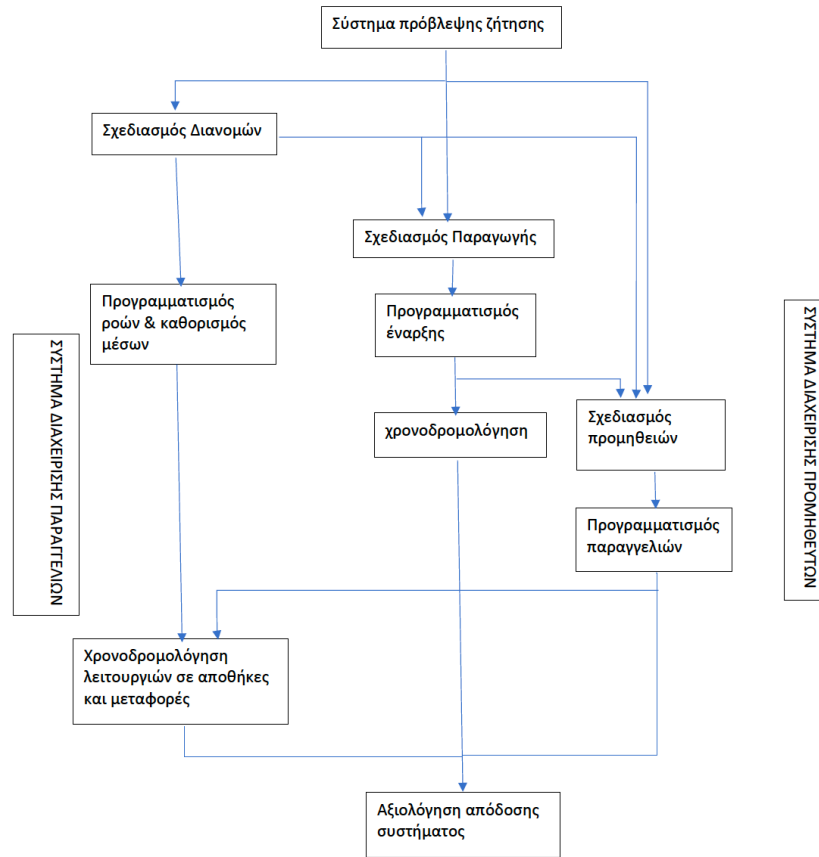 Σύστημα πρόβλεψης ζήτησης
Σχεδιασμός Διανομών
Σχεδιασμός Παραγωγής
Προγραμματισμός
ροών & καθορισμός
μέσων
Προγραμματισμός
έναρξης
ΣΥΣΤΗΜΑ ΔΙΑΧΕΙΡΙΣΗΣ ΠΑΡΑΓΓΕΛΙΩΝ
ΣΥΣΤΗΜΑ ΔΙΑΧΕΙΡΙΣΗΣ ΠΡΟΜΗΘΕΥΤΩΝ
χρονοδρομολόγηση
Σχεδιασμός
προμηθειών
Προγραμματισμός
παραγγελιών
Χρονοδρομολόγηση
λειτουργιών σε αποθήκες
και μεταφορές
Αξιολόγηση απόδοσης
συστήματος